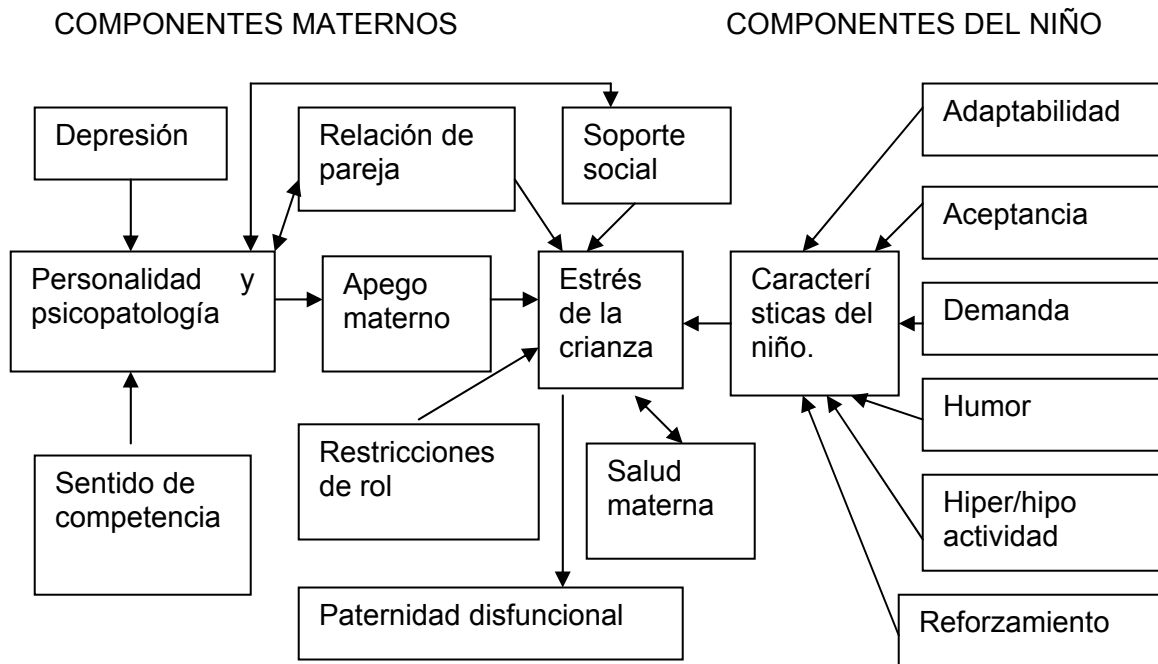 COMPONENTES MATERNOS
COMPONENTES DEL NIÑO
Depresión
Relación de
pareja
Soporte
social
Adaptabilidad
Aceptancia
Personalidad y
psicopatología
Apego
materno
Estrés
de la
crianza
Caracterí
sticas del
niño.
Demanda
Humor
Sentido de
competencia
Restricciones
de rol
Salud
materna
Hiper/hipo
actividad
Paternidad disfuncional
Reforzamiento